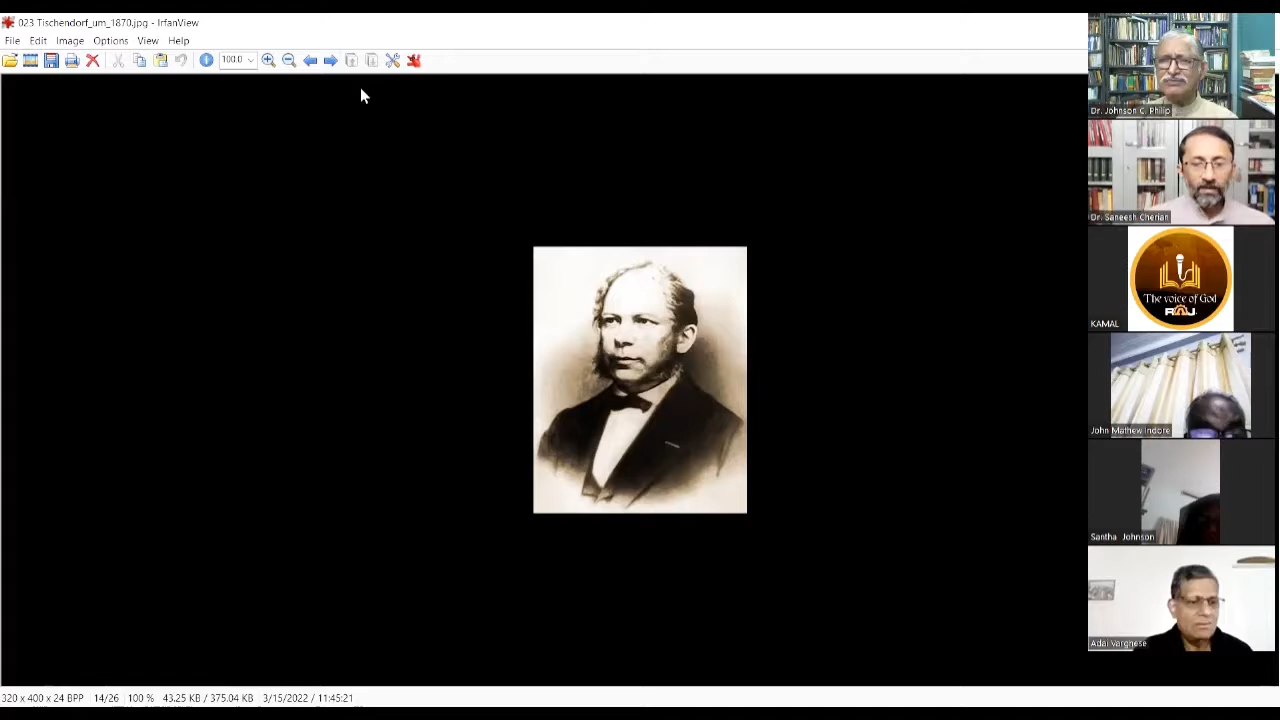 023 Tischendorf_um_1870.jpg - IrfanView
File Edit Image Options View Help
100.0
Dr. Johnson C. Philip
Dr. Saneesh Cherian
The voice of God
RAJ
KAMAL
John Mathew Indore
Santha Johnson
Adai Varghese
320 x 400 x 24 BPP 14/26 100 % 43.25 KB / 375.04 KB 3/15/2022 / 11:45:21